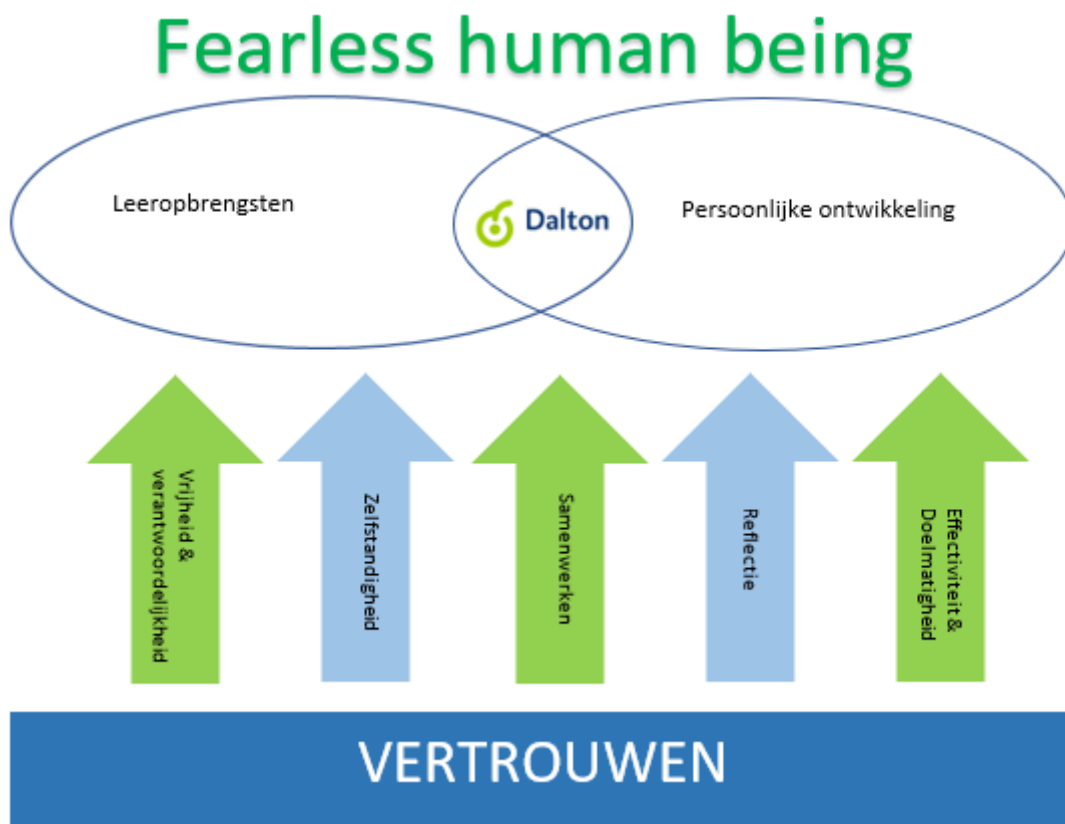 Fearless human being
Leeropbrengsten
Dalton
Persoonlijke ontwikkeling
Vrijheid &
verantwoordelijkheid
Zelfstandigheid
Samenwerken
Reflectie
Effectiviteit &
Doelmatigheid
VERTROUWEN